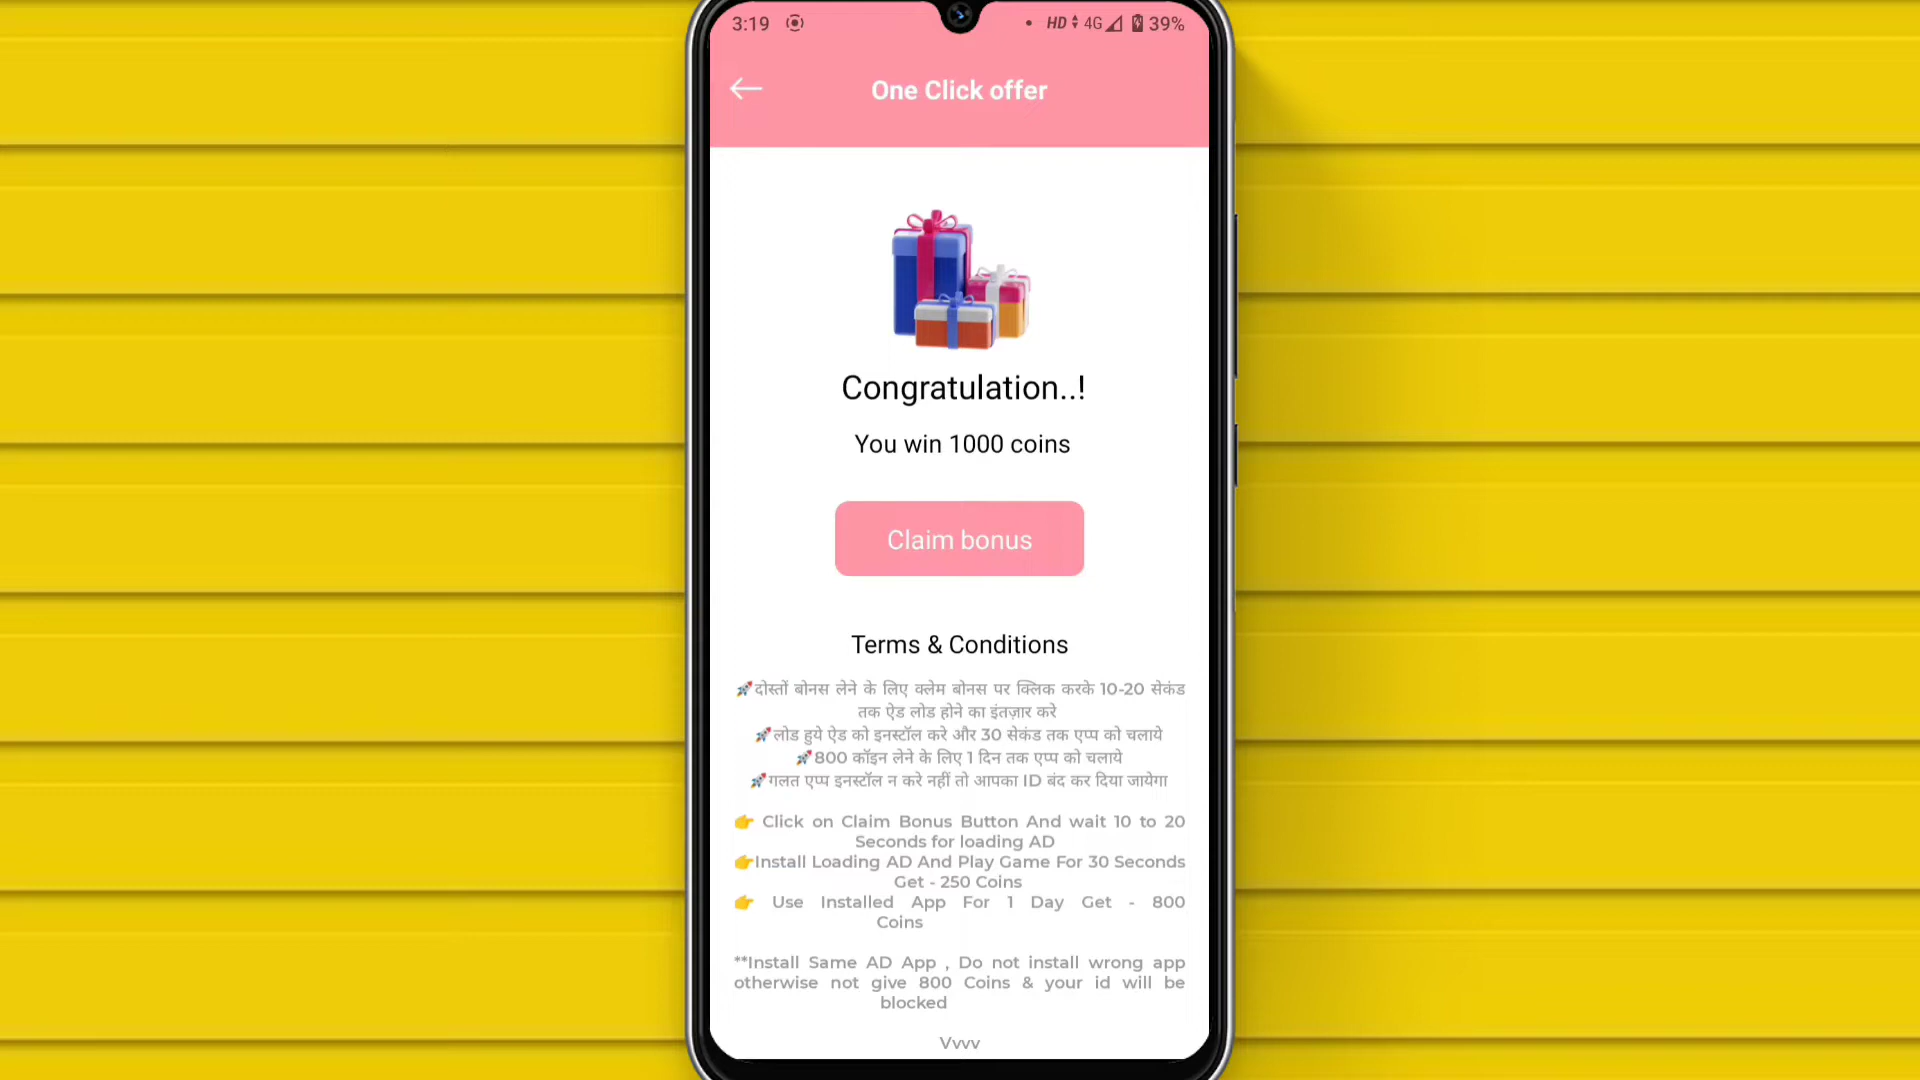 3:19 HD 4G 39%
One Click offer
Congratulation..!
You win 1000 coins
Claim bonus
Terms & Conditions
🚀दोस्तों बोनस लेने के लिए क्लेम बोनस पर क्लिक करके 10-20 सेकंड
तक ऐड लोड होने का इंतज़ार करे
🚀लोड हुये ऐड को इनस्टॉल करे और 30 सेकंड तक एप्प को चलाये
🚀800 कॉइन लेने के लिए 1 दिन तक एप्प को चलाये
🚀गलत एप्प इनस्टॉल न करे नहीं तो आपका ID बंद कर दिया जायेगा
👉 Click on Claim Bonus Button And wait 10 to 20
Seconds for loading AD
👉Install Loading AD And Play Game For 30 Seconds
Get - 250 Coins
👉 Use Installed App For 1 Day Get - 800
Coins
**Install Same AD App , Do not install wrong app
otherwise not give 800 Coins & your id will be
blocked
Vvvv